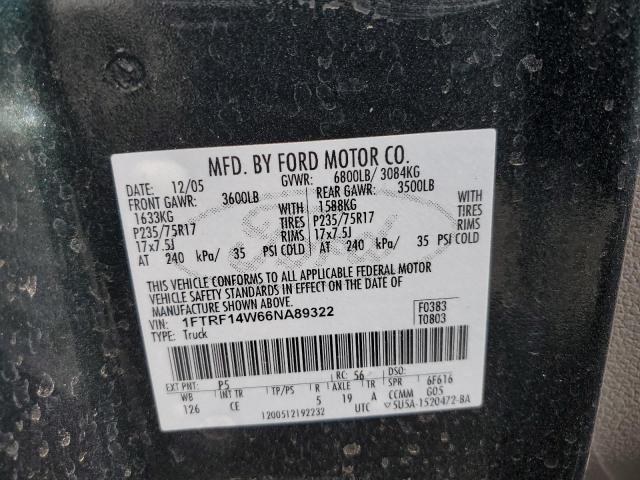 MFD. BY FORD MOTOR CO.
DATE: 12/05 GVWR: 6800LB/ 3084KG
FRONT GAWR: 3600LB REAR GAWR: 3500LB
1633KG WITH 1588KG WITH
P235/75R17 TIRES P235/75R17 TIRES
17x7.5J RIMS 17x7.5J RIMS
AT 240 kPa/ 35 PSI COLD AT 240 kPa/ 35 PSI COLD
Ford
THIS VEHICLE CONFORMS TO ALL APPLICABLE FEDERAL MOTOR
VEHICLE SAFETY STANDARDS IN EFFECT ON THE DATE OF
MANUFACTURE SHOWN ABOVE.
VIN: 1FTRF14W66NA89322 F0383
TYPE: Truck T0803
EXT PNT: P5 RC: 56 DSO:
WB INT TR TP/PS R AXLE TR SPR 6F616
126 CE 5 19 A CCMM G05
1200512192232 UTC ▽5U5A-1520472-BA